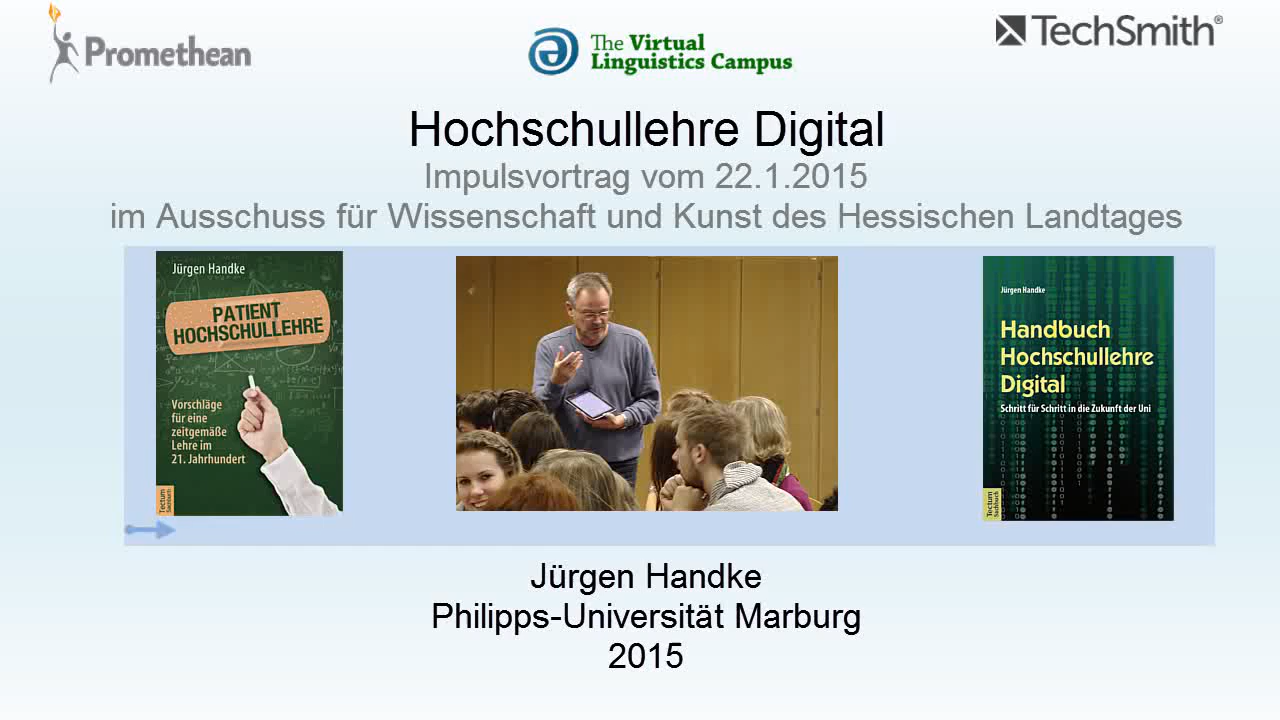 Promethean
The Virtual
Linguistics Campus
TechSmith®
Hochschullehre Digital
Impulsvortrag vom 22.1.2015
im Ausschuss für Wissenschaft und Kunst des Hessischen Landtages
Jürgen Handke
PATIENT
HOCHSCHULLEHRE
Vorschläge
für eine
zeitgemäße
Lehre im
21. Jahrhundert
Tectum
Jürgen Handke
Handbuch
Hochschullehre
Digital
Schritt für Schritt in die Zukunft der Uni
Tectum
Sachbuch
Jürgen Handke
Philipps-Universität Marburg
2015